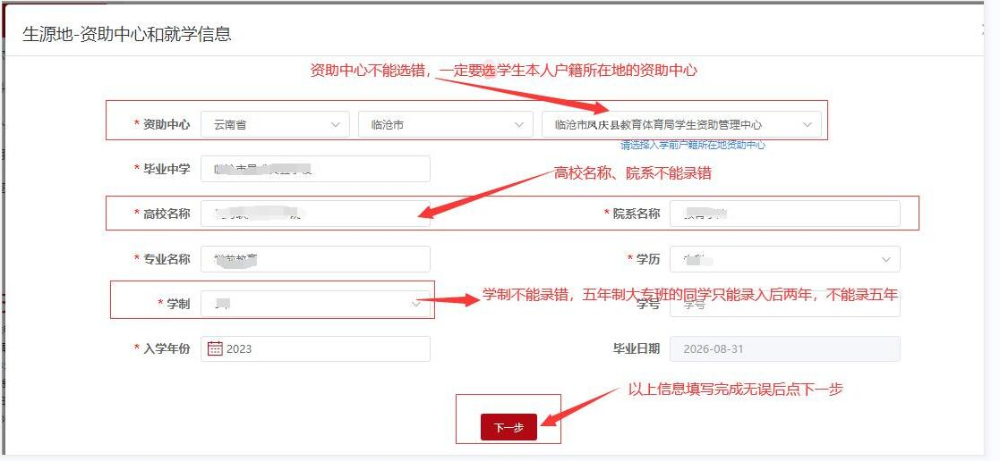 生源地-资助中心和就学信息
资助中心不能选错，一定要选学生本人户籍所在地的资助中心
* 资助中心 云南省 临沧市 临沧市凤庆县教育体育局学生资助管理中心
请选择入学前户籍所在地资助中心
* 毕业中学
高校名称、院系不能录错
* 高校名称 * 院系名称
* 专业名称 学前教育 * 学历
学制不能录错，五年制大专班的同学只能录入后两年，不能录五年
* 学制 学号 学号
* 入学年份 2023 毕业日期 2026-08-31
以上信息填写完成无误后点下一步
下一步